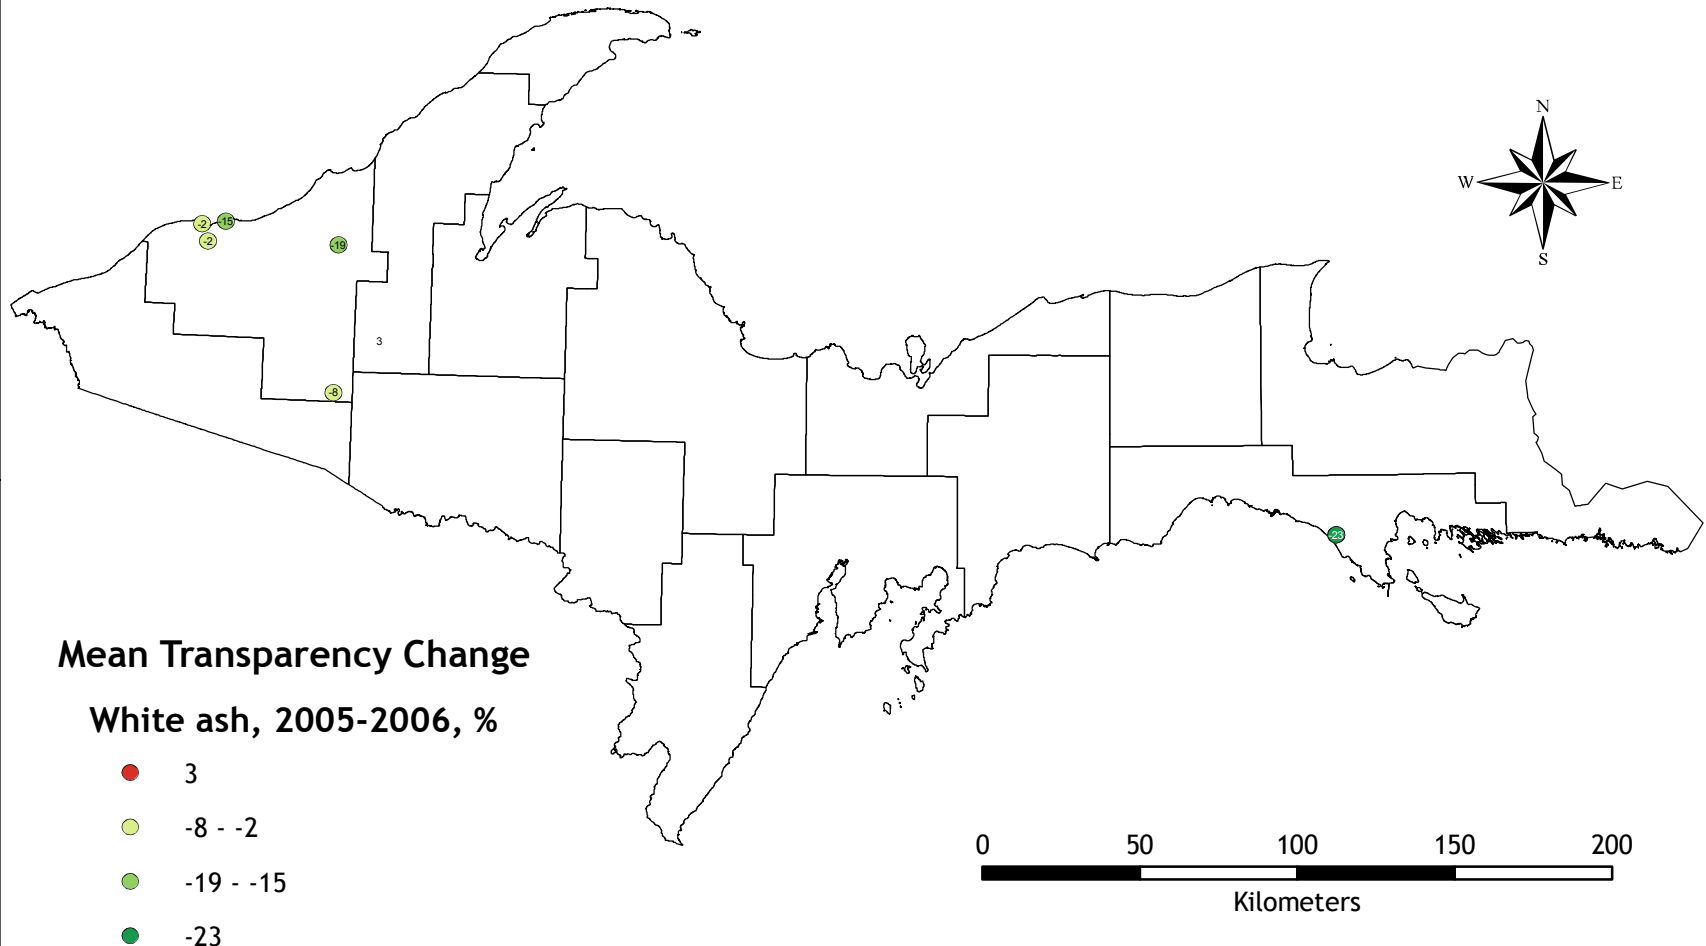 N
W E
S
-2 -15
-2 -19
3
-8
-23
Mean Transparency Change
White ash, 2005-2006, %
3
-8 - -2
-19 - -15
-23
0 50 100 150 200
Kilometers